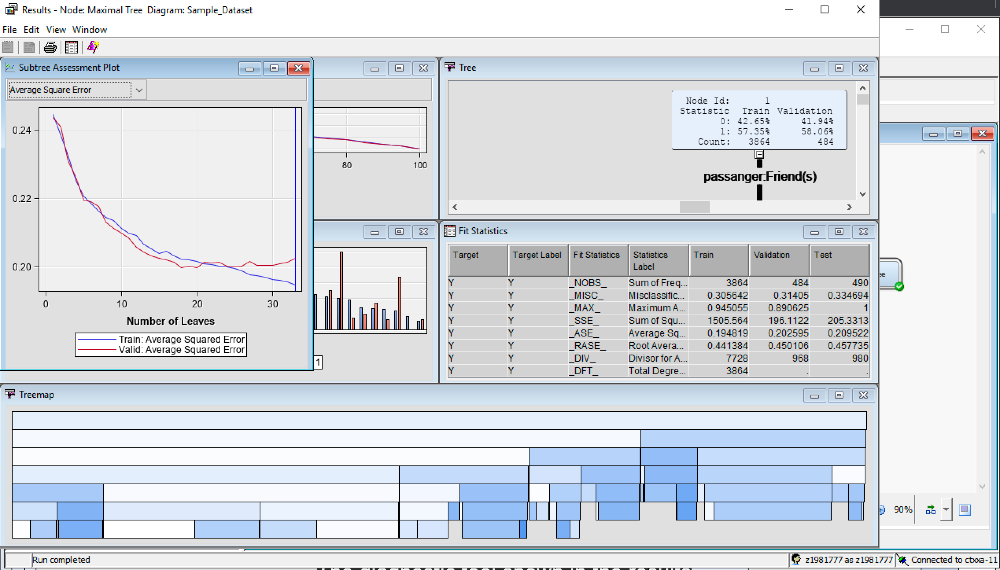 Results - Node: Maximal Tree Diagram: Sample_Dataset
File Edit View Window
Subtree Assessment Plot
Average Square Error
0.24
0.22
0.20
0 10 20 30
Number of Leaves
Train: Average Squared Error
Valid: Average Squared Error
80 100
1
Tree
Node Id: 1
Statistic Train Validation
0: 42.65% 41.94%
1: 57.35% 58.06%
Count: 3864 484
passanger:Friend(s)
Fit Statistics
Target Target Label Fit Statistics Statistics Label Train Validation Test
Y Y _NOBS_ Sum of Freq... 3864 484 490
Y Y _MISC_ Misclassific... 0.305642 0.31405 0.334694
Y Y _MAX_ Maximum A... 0.945055 0.890625 1
Y Y _SSE_ Sum of Squ... 1505.564 196.1122 205.3313
Y Y _ASE_ Average Sq... 0.194819 0.202595 0.209522
Y Y _RASE_ Root Avera... 0.441384 0.450106 0.457735
Y Y _DIV_ Divisor for A... 7728 968 980
Y Y _DFT_ Total Degre... 3864 . .
Treemap
90%
Run completed
z1981777 as z1981777
Connected to ctxxa-11